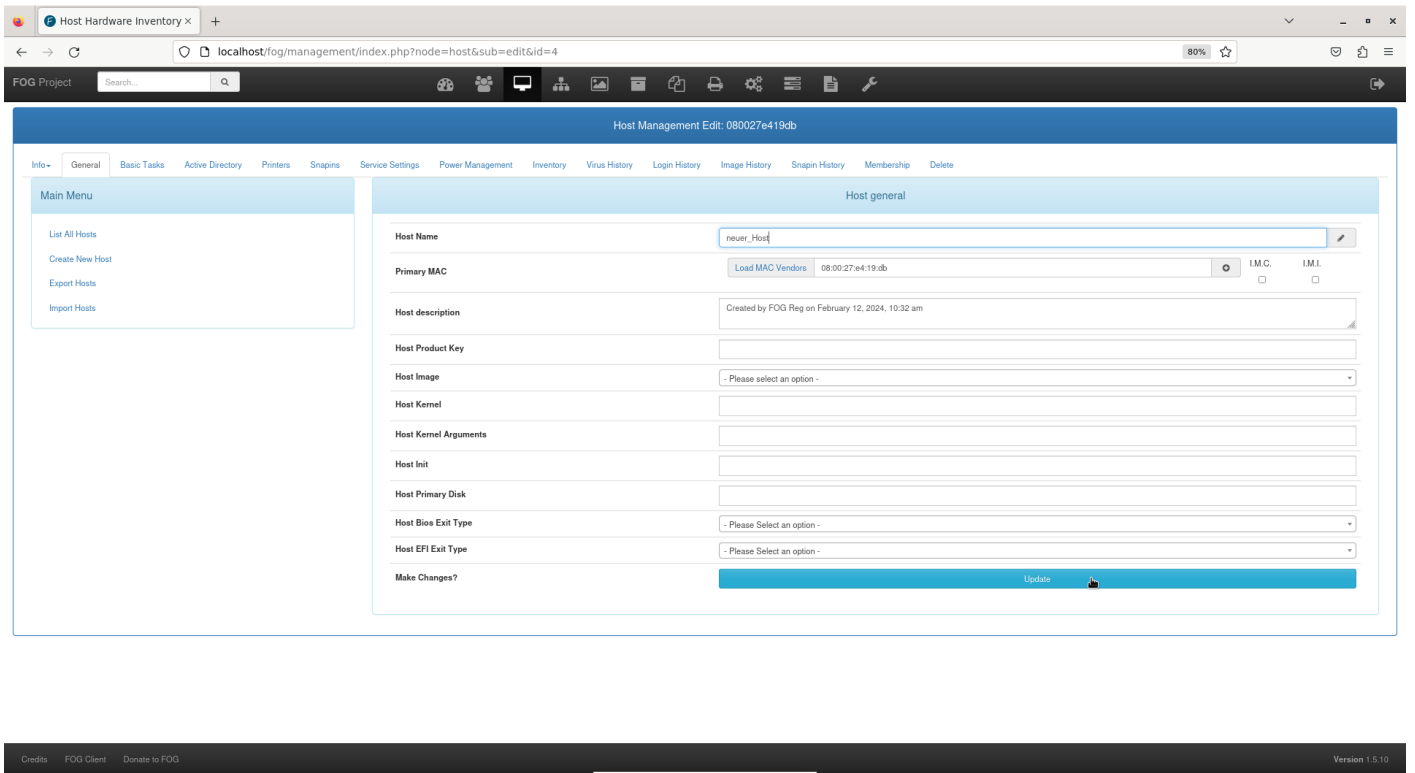 Host Hardware Inventory
localhost/fog/management/index.php?node=host&sub=edit&id=4
80%
FOG Project
Search...
Host Management Edit: 080027e419db
Info
General
Basic Tasks
Active Directory
Printers
Snapins
Service Settings
Power Management
Inventory
Virus History
Login History
Image History
Snapin History
Membership
Delete
Main Menu
List All Hosts
Create New Host
Export Hosts
Import Hosts
Host general
Host Name
neuer_Host
Primary MAC
Load MAC Vendors
08:00:27:e4:19:db
I.M.C.
I.M.I.
Host description
Created by FOG Reg on February 12, 2024, 10:32 am
Host Product Key
Host Image
- Please select an option -
Host Kernel
Host Kernel Arguments
Host Init
Host Primary Disk
Host Bios Exit Type
- Please Select an option -
Host EFI Exit Type
- Please Select an option -
Make Changes?
Update
Credits
FOG Client
Donate to FOG
Version 1.5.10